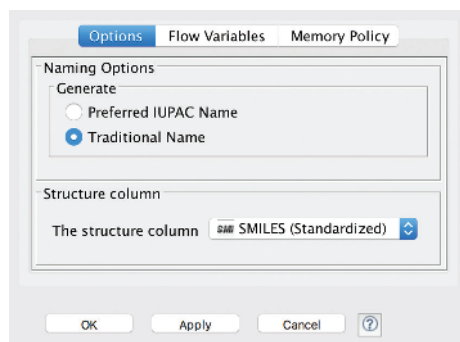 Options Flow Variables Memory Policy
Naming Options
Generate
Preferred IUPAC Name
Traditional Name
Structure column
The structure column SMI SMILES (Standardized)
OK Apply Cancel ?